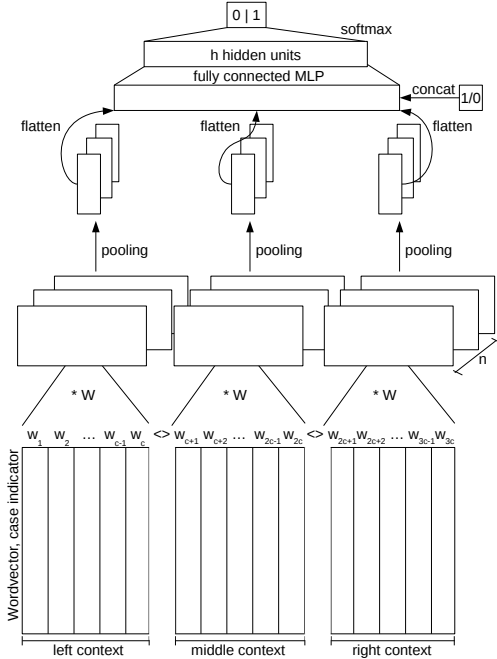 0 | 1
softmax
h hidden units
fully connected MLP
concat
1/0
flatten flatten flatten
pooling pooling pooling
n
* W * W * W
w1 w2 … wc-1 wc <> wc+1 wc+2 … w2c-1 w2c <> w2c+1 w2c+2 … w3c-1 w3c
Wordvector, case indicator
left context middle context right context